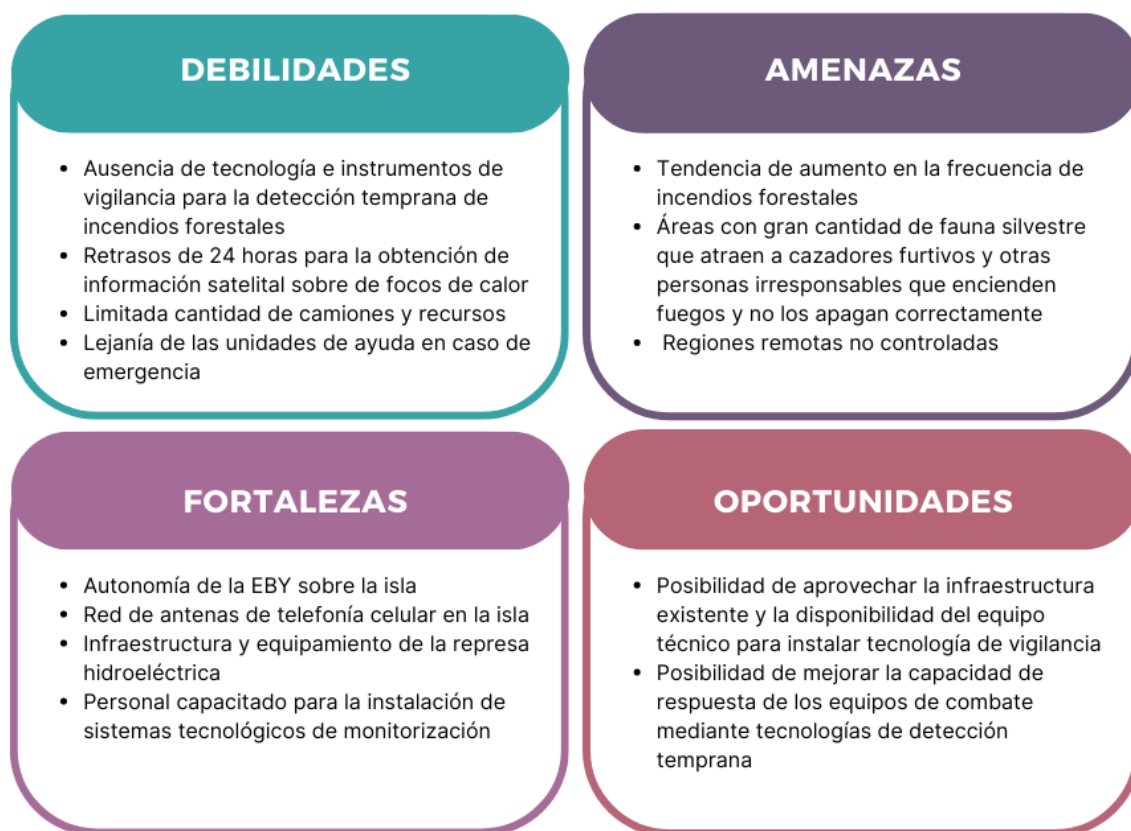 DEBILIDADES
• Ausencia de tecnología e instrumentos de
vigilancia para la detección temprana de
incendios forestales
• Retrasos de 24 horas para la obtención de
información satelital sobre de focos de calor
• Limitada cantidad de camiones y recursos
• Lejanía de las unidades de ayuda en caso de
emergencia
AMENAZAS
• Tendencia de aumento en la frecuencia de
incendios forestales
• Áreas con gran cantidad de fauna silvestre
que atraen a cazadores furtivos y otras
personas irresponsables que encienden
fuegos y no los apagan correctamente
• Regiones remotas no controladas
FORTALEZAS
• Autonomía de la EBY sobre la isla
• Red de antenas de telefonía celular en la isla
• Infraestructura y equipamiento de la represa
hidroeléctrica
• Personal capacitado para la instalación de
sistemas tecnológicos de monitorización
OPORTUNIDADES
• Posibilidad de aprovechar la infraestructura
existente y la disponibilidad del equipo
técnico para instalar tecnología de vigilancia
• Posibilidad de mejorar la capacidad de
respuesta de los equipos de combate
mediante tecnologías de detección
temprana